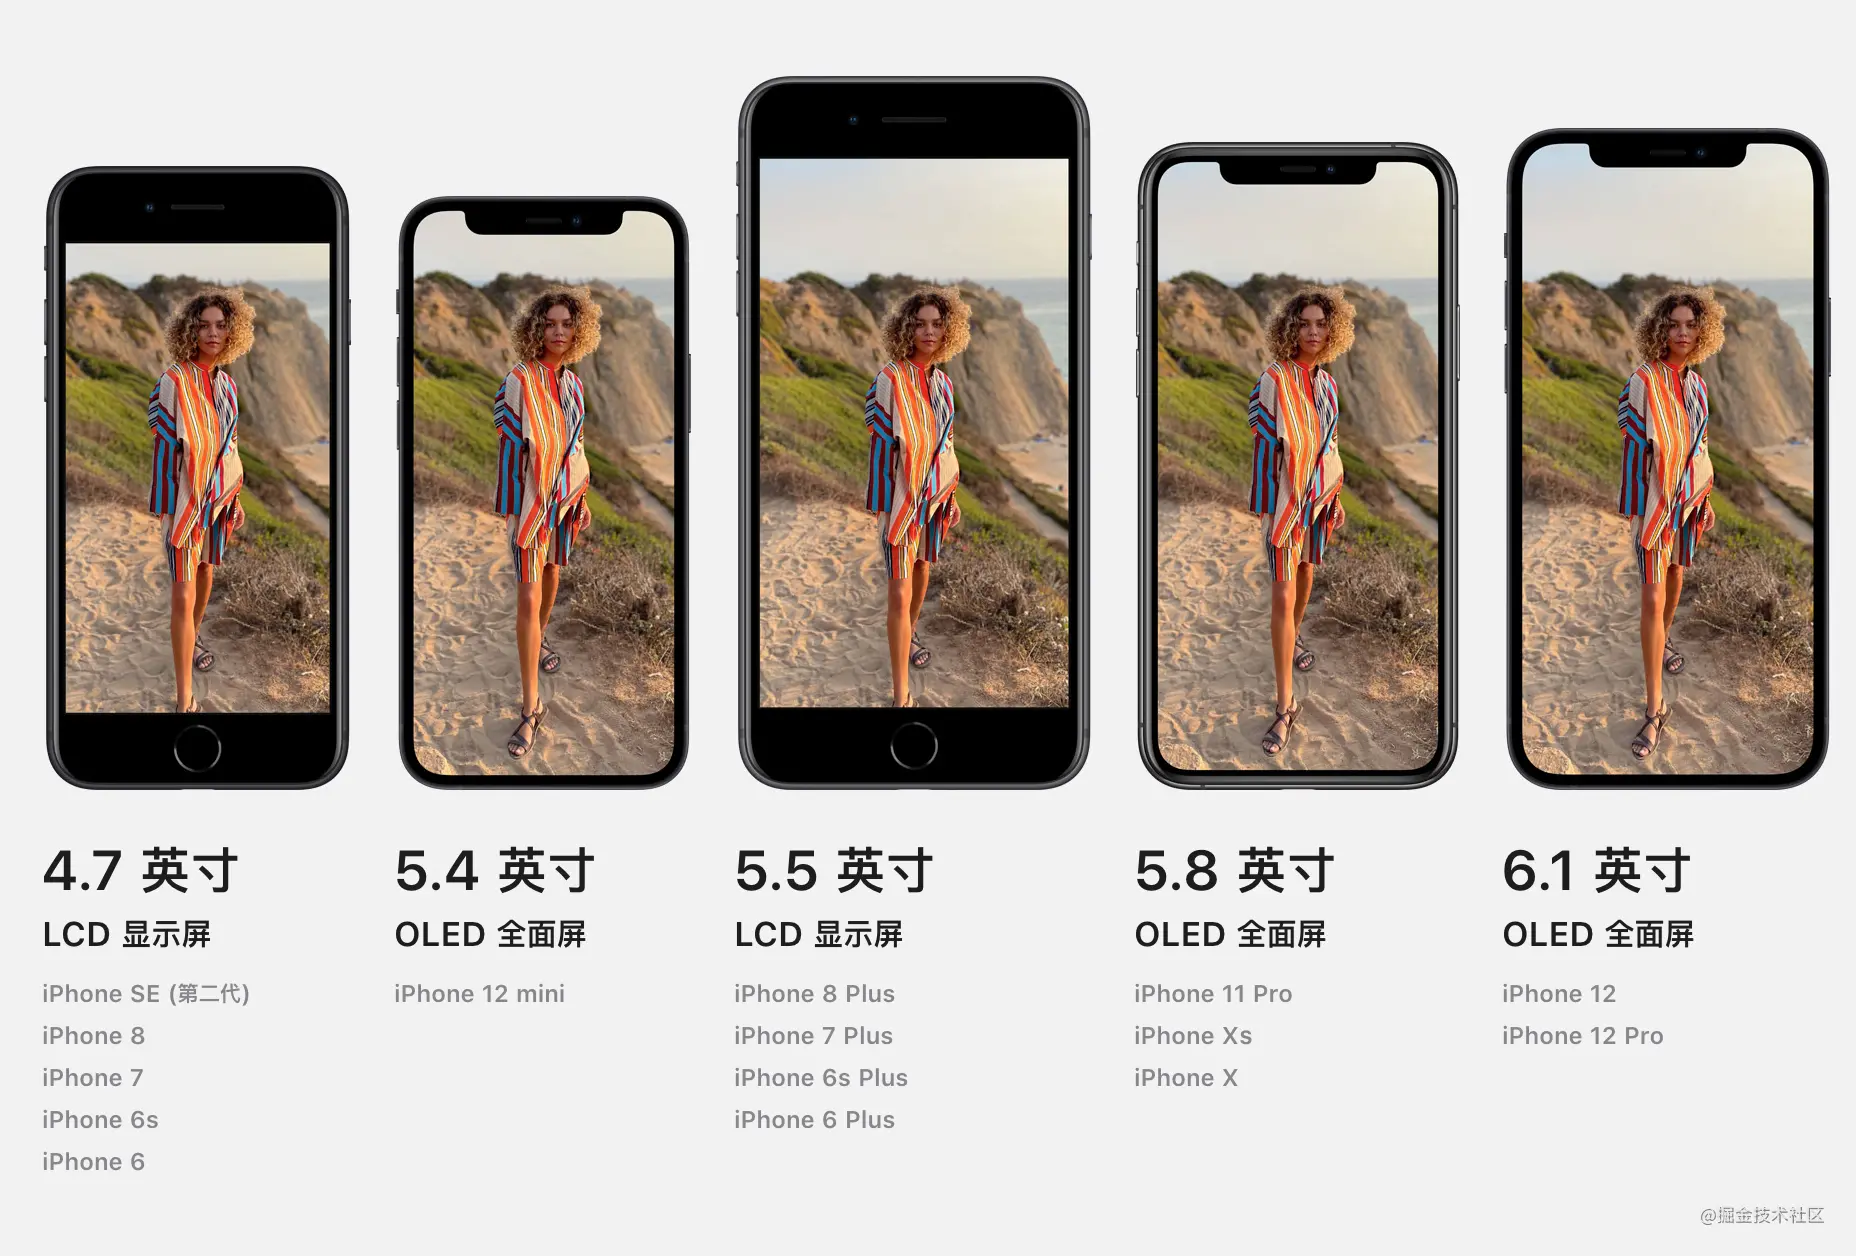 4.7 英寸
LCD 显示屏
iPhone SE (第二代)
iPhone 8
iPhone 7
iPhone 6s
iPhone 6
5.4 英寸
OLED 全面屏
iPhone 12 mini
5.5 英寸
LCD 显示屏
iPhone 8 Plus
iPhone 7 Plus
iPhone 6s Plus
iPhone 6 Plus
5.8 英寸
OLED 全面屏
iPhone 11 Pro
iPhone Xs
iPhone X
6.1 英寸
OLED 全面屏
iPhone 12
iPhone 12 Pro
@掘金技术社区